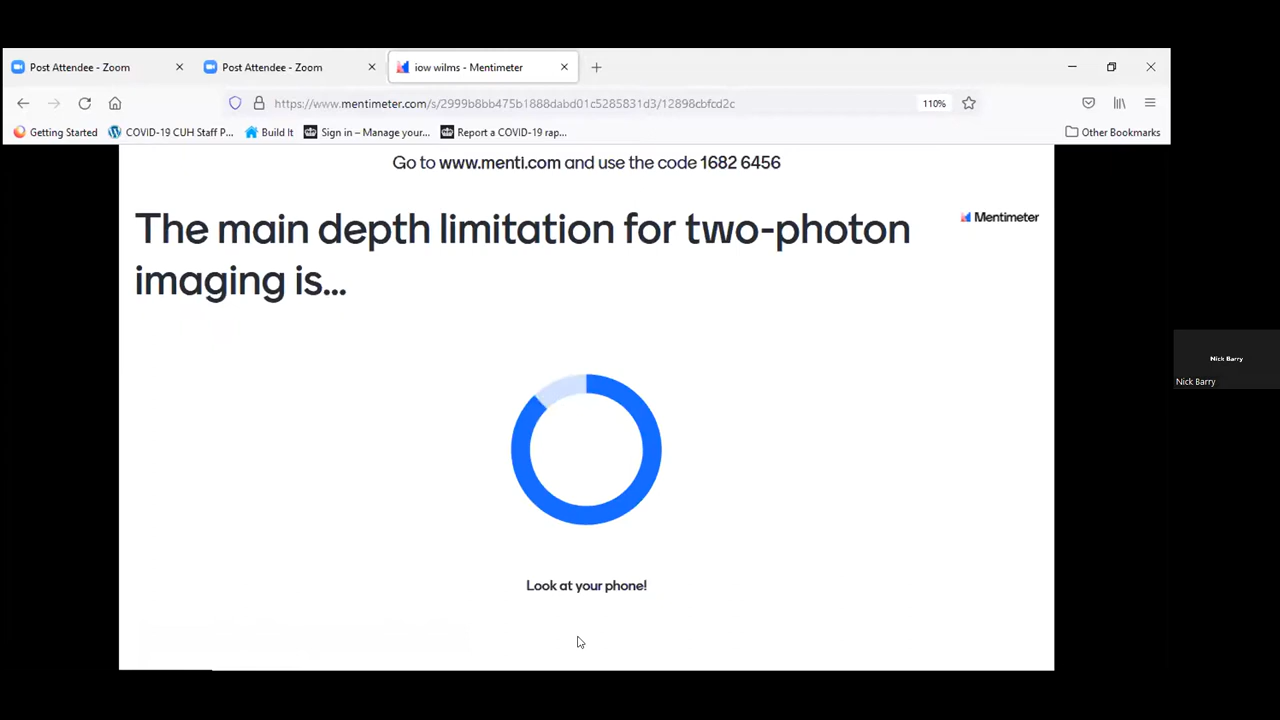 Post Attendee - Zoom
Post Attendee - Zoom
iow wilms - Mentimeter
https://www.mentimeter.com/s/2999b8bb475b1888dabd01c5285831d3/12898cbfcd2c
110%
Getting Started
COVID-19 CUH Staff P...
Build It
Sign in – Manage your...
Report a COVID-19 rap...
Other Bookmarks
Go to www.menti.com and use the code 1682 6456
The main depth limitation for two-photon
imaging is...
Mentimeter
Look at your phone!
Nick Barry
Nick Barry